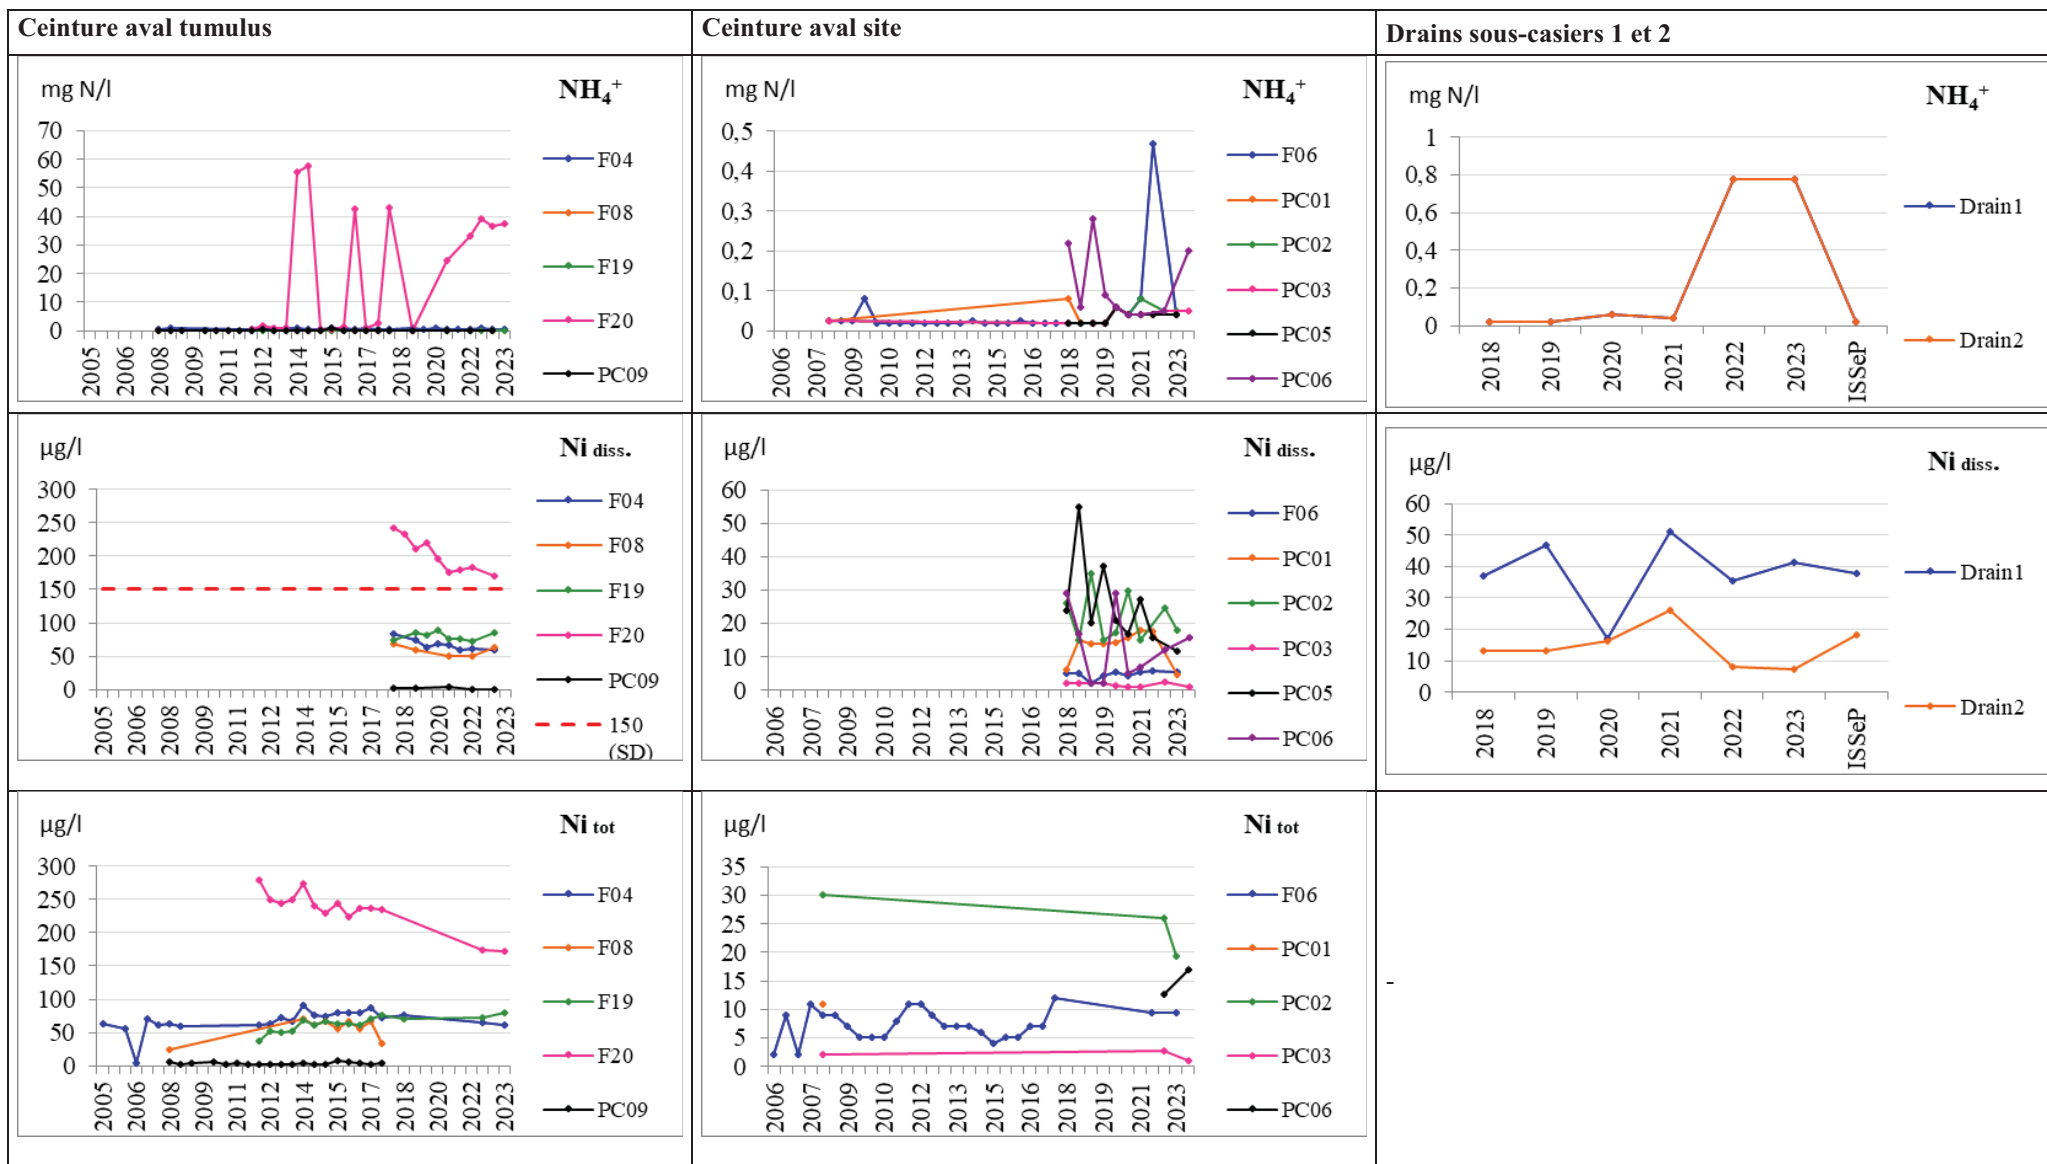 Ceinture aval tumulus
Ceinture aval site
Drains sous-casiers 1 et 2
mg N/l
NH₄⁺
70
60
50
40
30
20
10
0
2005
2006
2008
2009
2011
2012
2014
2015
2017
2018
2020
2022
2023
F04
F08
F19
F20
PC09
mg N/l
NH₄⁺
0,5
0,4
0,3
0,2
0,1
0
2006
2007
2009
2010
2012
2013
2015
2016
2018
2019
2021
2023
F06
PC01
PC02
PC03
PC05
PC06
mg N/l
NH₄⁺
1
0,8
0,6
0,4
0,2
0
2018
2019
2020
2021
2022
2023
ISSeP
Drain1
Drain2
µg/l
Ni diss.
300
250
200
150
100
50
0
2005
2006
2008
2009
2011
2012
2014
2015
2017
2018
2020
2022
2023
F04
F08
F19
F20
PC09
150
(SD)
µg/l
Ni diss.
60
50
40
30
20
10
0
2006
2007
2009
2010
2012
2013
2015
2016
2018
2019
2021
2023
F06
PC01
PC02
PC03
PC05
PC06
µg/l
Ni diss.
60
50
40
30
20
10
0
2018
2019
2020
2021
2022
2023
ISSeP
Drain1
Drain2
µg/l
Ni tot
300
250
200
150
100
50
0
2005
2006
2008
2009
2011
2012
2014
2015
2017
2018
2020
2022
2023
F04
F08
F19
F20
PC09
µg/l
Ni tot
35
30
25
20
15
10
5
0
2006
2007
2009
2010
2012
2013
2015
2016
2018
2019
2021
2023
F06
PC01
PC02
PC03
PC06
-